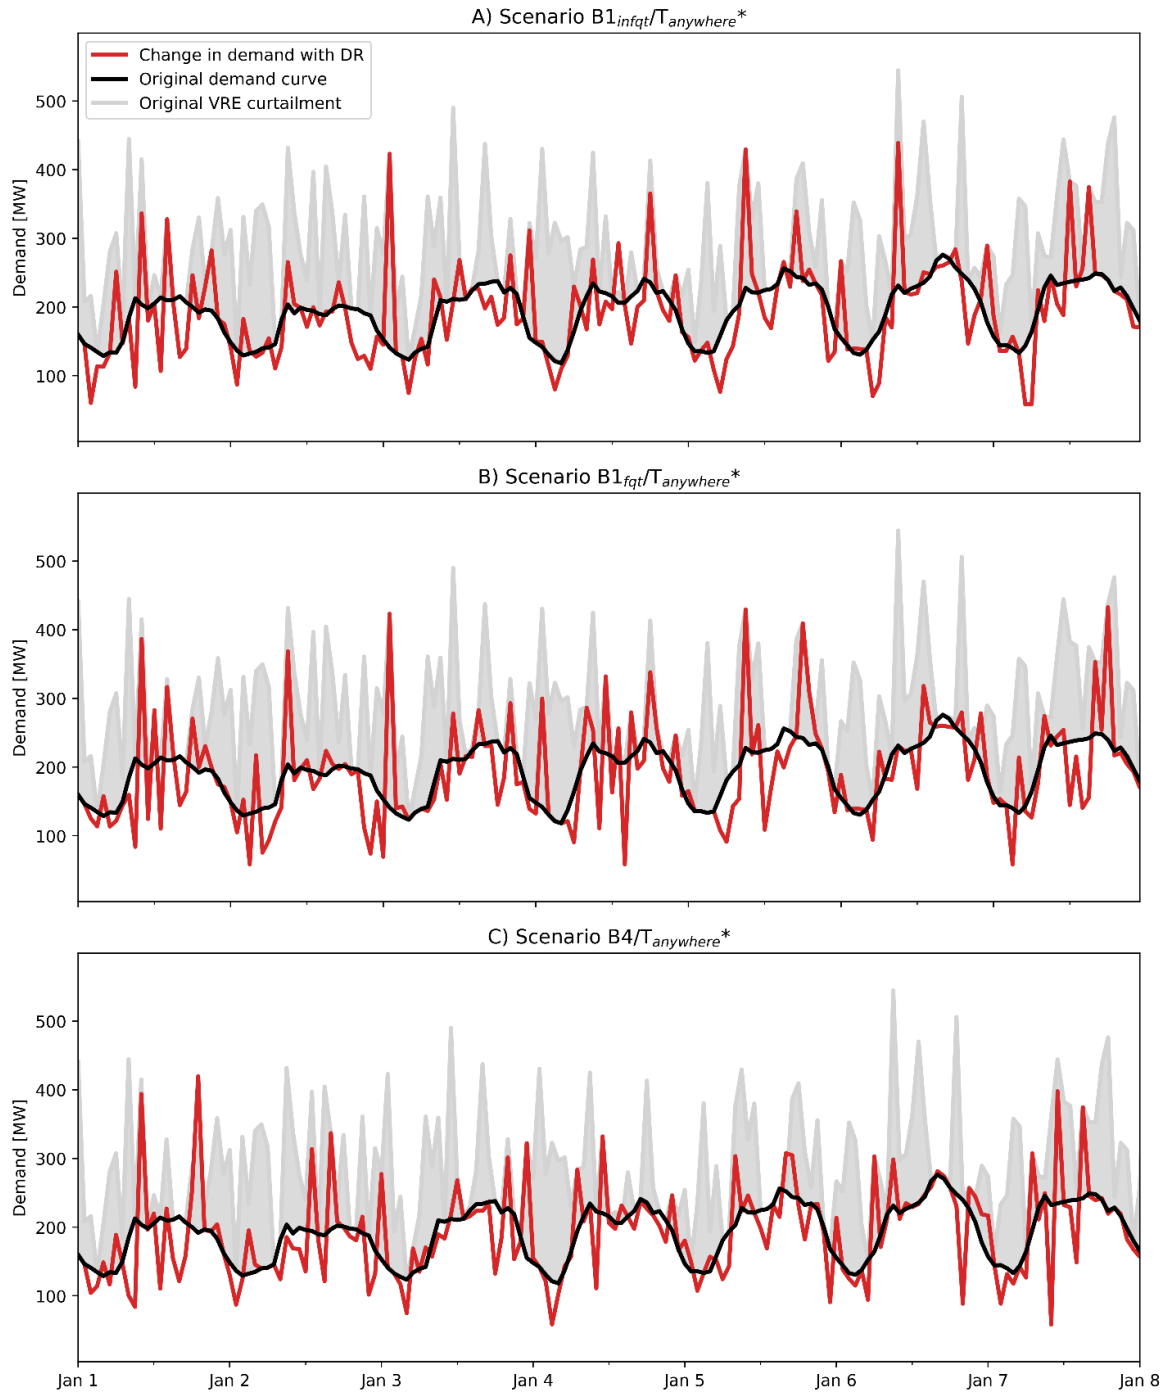 A) Scenario B1infqt/Tanywhere*
Change in demand with DR
Original demand curve
Original VRE curtailment
500
400
300
200
100
Demand [MW]
B) Scenario B1fqt/Tanywhere*
500
400
300
200
100
Demand [MW]
C) Scenario B4/Tanywhere*
500
400
300
200
100
Demand [MW]
Jan 1 Jan 2 Jan 3 Jan 4 Jan 5 Jan 6 Jan 7 Jan 8